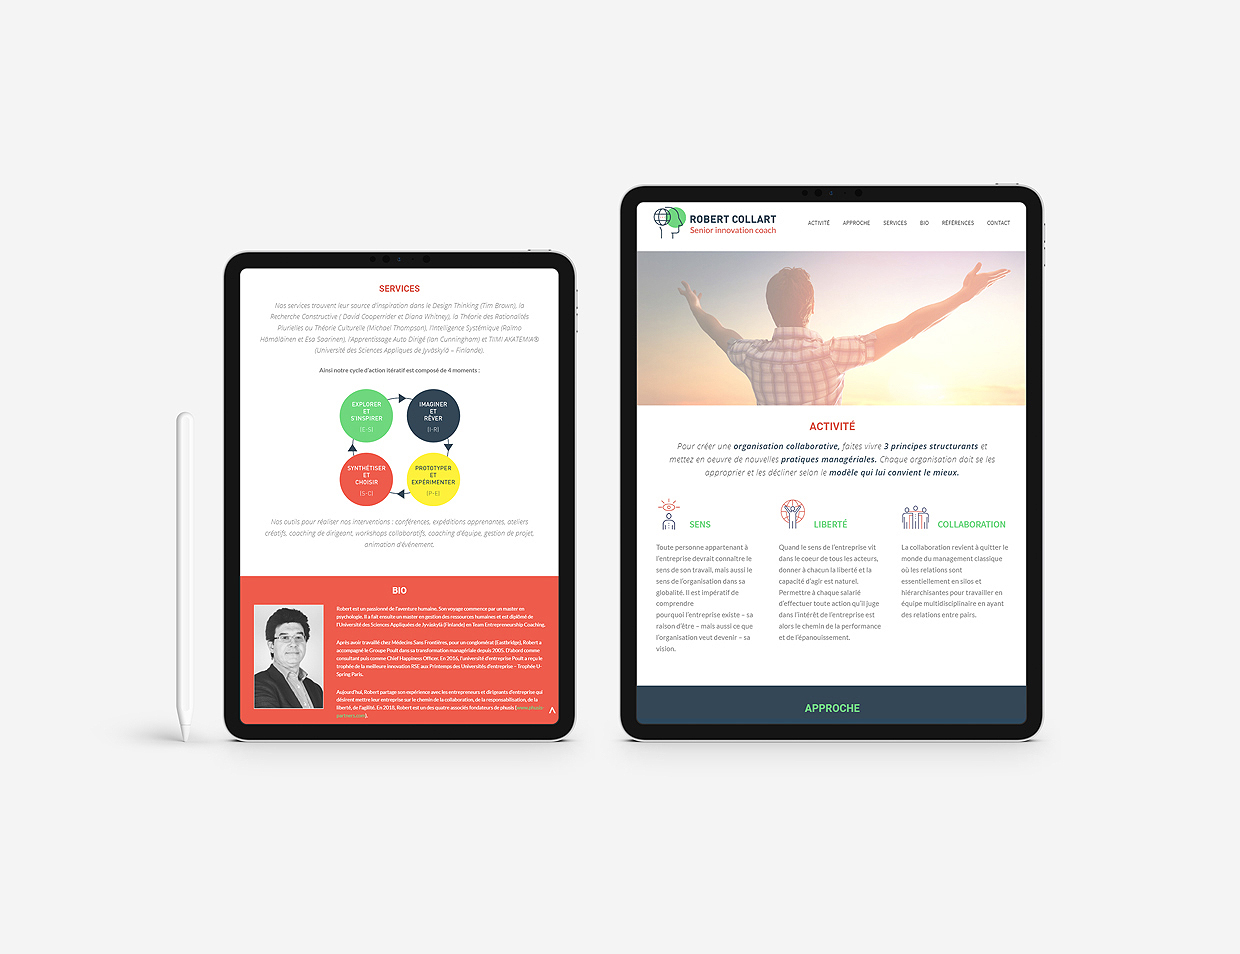 SERVICES
Nos services trouvent leur source d'inspiration dans le Design Thinking (Tim Brown), la
Recherche Constructive ( David Cooperrider et Diana Whitney), la Théorie des Rationalités
Plurielles ou Théorie Culturelle (Michael Thompson), l'Intelligence Systémique (Raimo
Hämäläinen et Esa Saarinen), l'Apprentissage Auto Dirigé (Ian Cunningham) et TIIMI AKATEMIA®
(Université des Sciences Appliques de Jyväskylä – Finlande).
Ainsi notre cycle d'action itératif est composé de 4 moments :
EXPLORER
ET
S'INSPIRER
[E-S]
IMAGINER
ET
RÊVER
[I-R]
SYNTHÉTISER
ET
CHOISIR
[S-C]
PROTOTYPER
ET
EXPÉRIMENTER
[P-E]
Nos outils pour réaliser nos interventions : conférences, expéditions apprenantes, ateliers
créatifs, coaching de dirigeant, workshops collaboratifs, coaching d'équipe, gestion de projet,
animation d'événement.
BIO
Robert est un passionné de l'aventure humaine. Son voyage commence par un master en
psychologie. Il a fait ensuite un master en gestion des ressources humaines et est diplômé de
l'Université des Sciences Appliquées de Jyväskylä (Finlande) en Team Entrepreneurship Coaching.
Après avoir travaillé chez Médecins Sans Frontières, pour un conglomérat (Eastbridge), Robert a
accompagné le Groupe Poult dans sa transformation managériale depuis 2005. D'abord comme
consultant puis comme Chief Happiness Officer. En 2016, l'université d'entreprise Poult a reçu le
trophée de la meilleure innovation RSE aux Printemps des Universités d'entreprise – Trophée U-
Spring Paris.
Aujourd'hui, Robert partage son expérience avec les entrepreneurs et dirigeants d'entreprise qui
désirent mettre leur entreprise sur le chemin de la collaboration, de la responsabilisation, de la
liberté, de l'agilité. En 2018, Robert est un des quatre associés fondateurs de phusis (www.phusis-
partners.com).
ROBERT COLLART
Senior innovation coach
ACTIVITÉ APPROCHE SERVICES BIO RÉFÉRENCES CONTACT
ACTIVITÉ
Pour créer une organisation collaborative, faites vivre 3 principes structurants et
mettez en oeuvre de nouvelles pratiques managériales. Chaque organisation doit se les
approprier et les décliner selon le modèle qui lui convient le mieux.
SENS
Toute personne appartenant à
l'entreprise devrait connaître le
sens de son travail, mais aussi le
sens de l'organisation dans sa
globalité. Il est impératif de
comprendre
pourquoi l'entreprise existe – sa
raison d'être – mais aussi ce que
l'organisation veut devenir – sa
vision.
LIBERTÉ
Quand le sens de l'entreprise vit
dans le coeur de tous les acteurs,
donner à chacun la liberté et la
capacité d'agir est naturel.
Permettre à chaque salarié
d'effectuer toute action qu'il juge
dans l'intérêt de l'entreprise est
alors le chemin de la performance
et de l'épanouissement.
COLLABORATION
La collaboration revient à quitter le
monde du management classique
où les relations sont
essentiellement en silos et
hiérarchisantes pour travailler en
équipe multidisciplinaire en ayant
des relations entre pairs.
APPROCHE